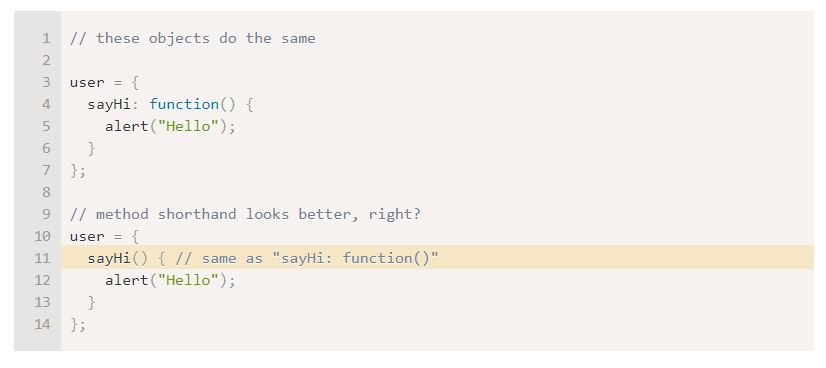 1 // these objects do the same
2
3 user = {
4   sayHi: function() {
5     alert("Hello");
6   }
7 };
8
9 // method shorthand looks better, right?
10 user = {
11   sayHi() { // same as "sayHi: function()"
12     alert("Hello");
13   }
14 };